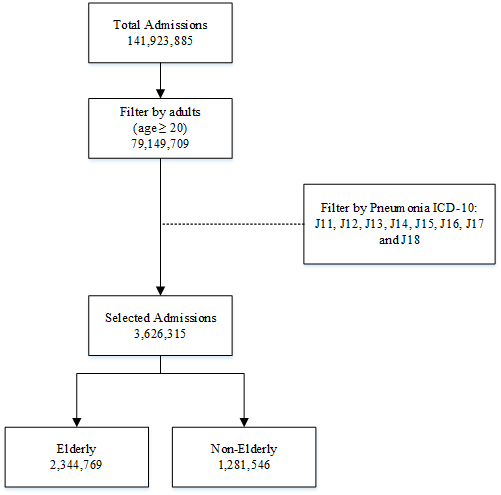 Total Admissions
141,923,885
Filter by adults
(age ≥ 20)
79,149,709
Filter by Pneumonia ICD-10:
J11, J12, J13, J14, J15, J16, J17
and J18
Selected Admissions
3,626,315
Elderly
2,344,769
Non-Elderly
1,281,546